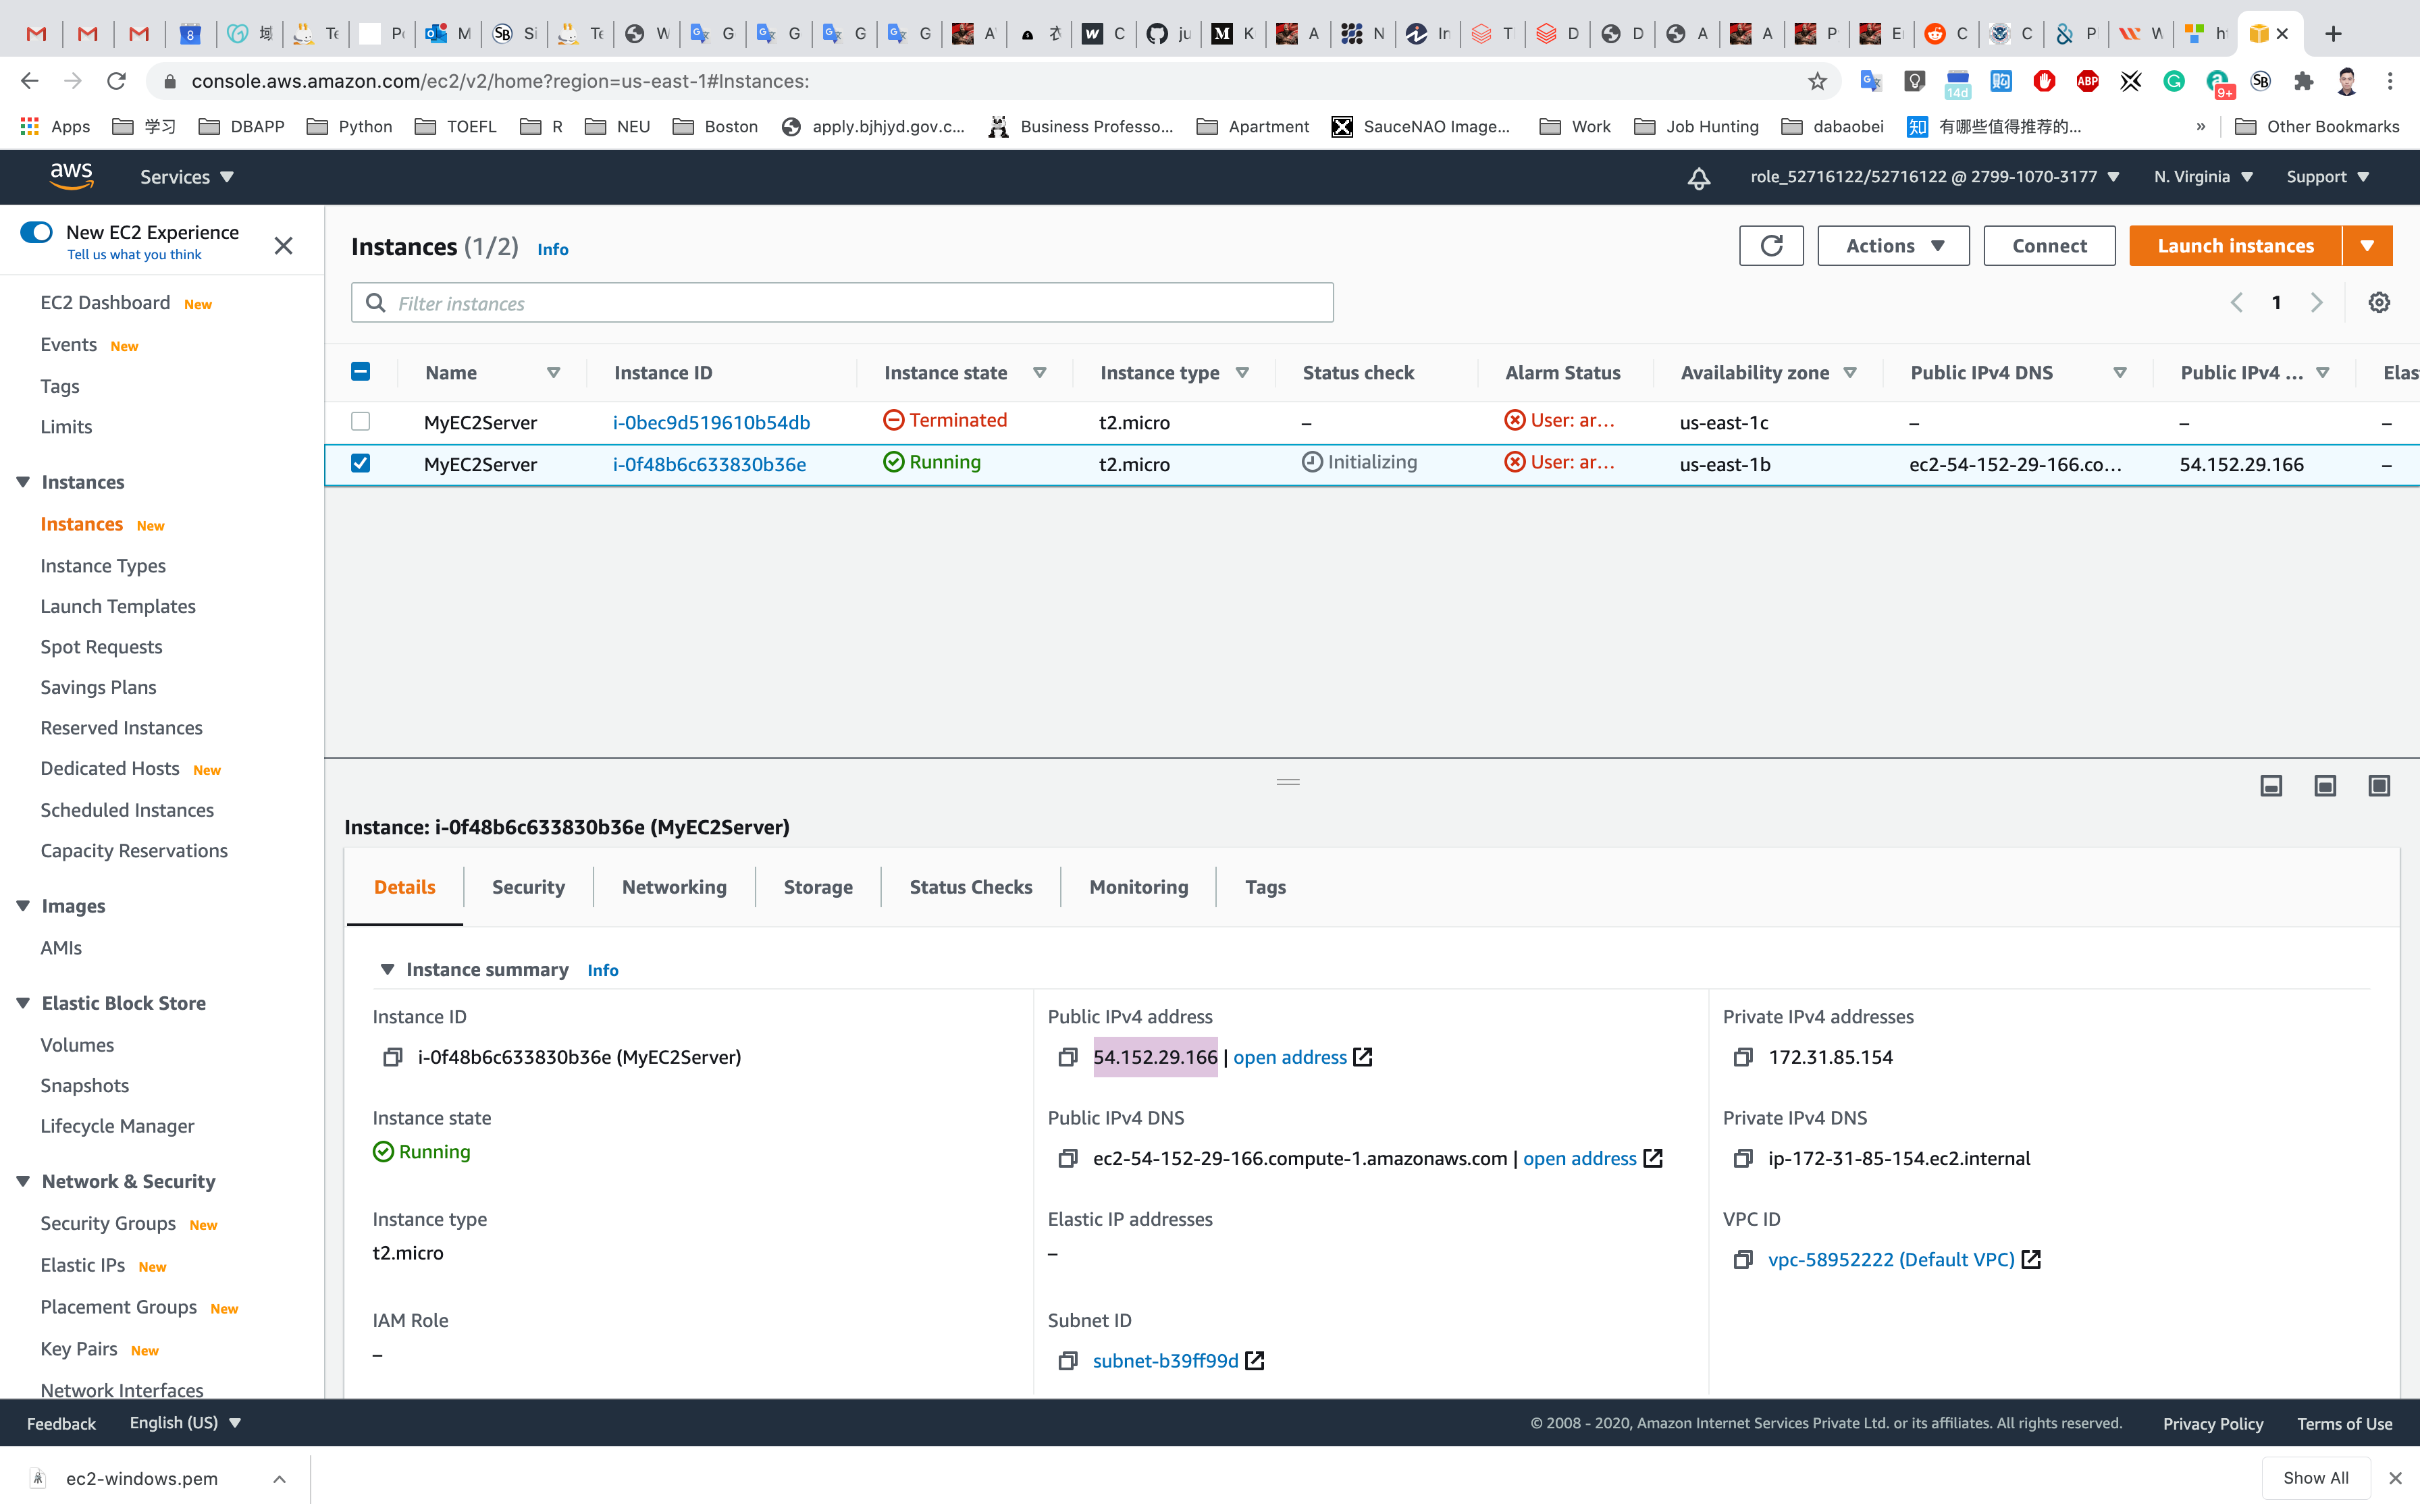 8 域 Te Pc M Si Te W G G G G A 衣 C ju K A N In T D D A A P E C C P W h
console.aws.amazon.com/ec2/v2/home?region=us-east-1#Instances:
14d ABP 9+
Apps 学习 DBAPP Python TOEFL R NEU Boston apply.bjhjyd.gov.c... Business Professo... Apartment SauceNAO Image... Work Job Hunting dabaobei 知 有哪些值得推荐的... » Other Bookmarks
aws Services role_52716122/52716122 @ 2799-1070-3177 N. Virginia Support
New EC2 Experience
Tell us what you think
EC2 Dashboard New
Events New
Tags
Limits
Instances
Instances New
Instance Types
Launch Templates
Spot Requests
Savings Plans
Reserved Instances
Dedicated Hosts New
Scheduled Instances
Capacity Reservations
Images
AMIs
Elastic Block Store
Volumes
Snapshots
Lifecycle Manager
Network & Security
Security Groups New
Elastic IPs New
Placement Groups New
Key Pairs New
Network Interfaces
Instances (1/2) Info
Actions Connect Launch instances
Filter instances
1
Name Instance ID Instance state Instance type Status check Alarm Status Availability zone Public IPv4 DNS Public IPv4 ... Elas
MyEC2Server i-0bec9d519610b54db Terminated t2.micro – User: ar... us-east-1c – – –
MyEC2Server i-0f48b6c633830b36e Running t2.micro Initializing User: ar... us-east-1b ec2-54-152-29-166.co... 54.152.29.166 –
Instance: i-0f48b6c633830b36e (MyEC2Server)
Details Security Networking Storage Status Checks Monitoring Tags
Instance summary Info
Instance ID
i-0f48b6c633830b36e (MyEC2Server)
Public IPv4 address
54.152.29.166 | open address
Private IPv4 addresses
172.31.85.154
Instance state
Running
Public IPv4 DNS
ec2-54-152-29-166.compute-1.amazonaws.com | open address
Private IPv4 DNS
ip-172-31-85-154.ec2.internal
Instance type
t2.micro
Elastic IP addresses
–
VPC ID
vpc-58952222 (Default VPC)
IAM Role
–
Subnet ID
subnet-b39ff99d
Feedback English (US) © 2008 - 2020, Amazon Internet Services Private Ltd. or its affiliates. All rights reserved. Privacy Policy Terms of Use
ec2-windows.pem Show All